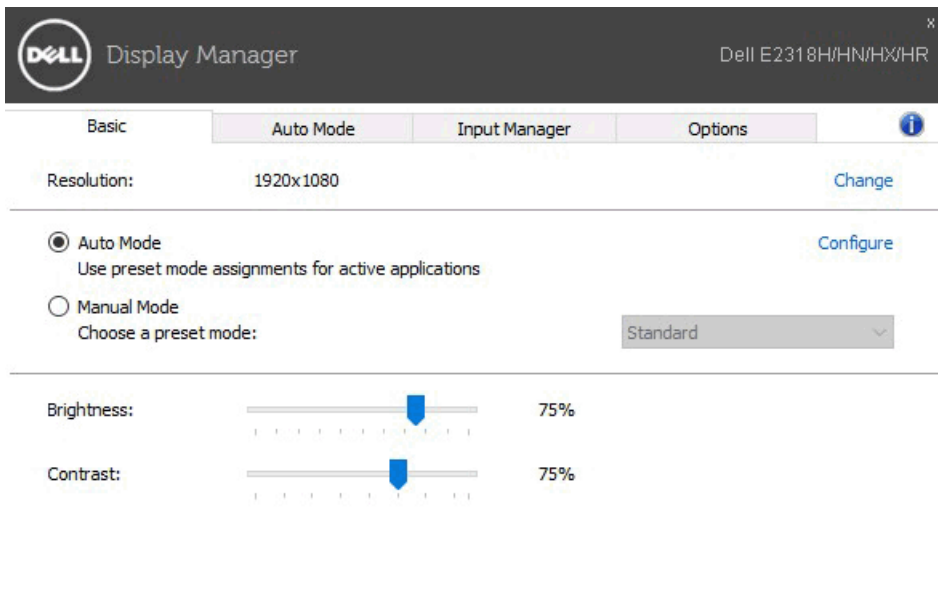 x
DELL Display Manager Dell E2318H/HN/HX/HR
Basic Auto Mode Input Manager Options i
Resolution: 1920x1080 Change
Auto Mode Configure
Use preset mode assignments for active applications
Manual Mode
Choose a preset mode: Standard
Brightness: 75%
Contrast: 75%